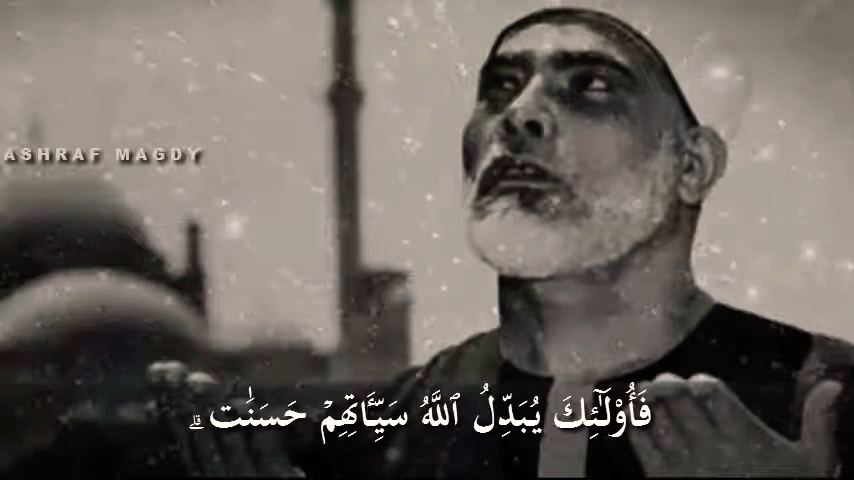 ASHRAF MAGDY
فَأُو۟لَـٰٓئِكَ يُبَدِّلُ ٱللَّهُ سَيِّـَٔاتِهِمْ حَسَنَـٰت ۗ